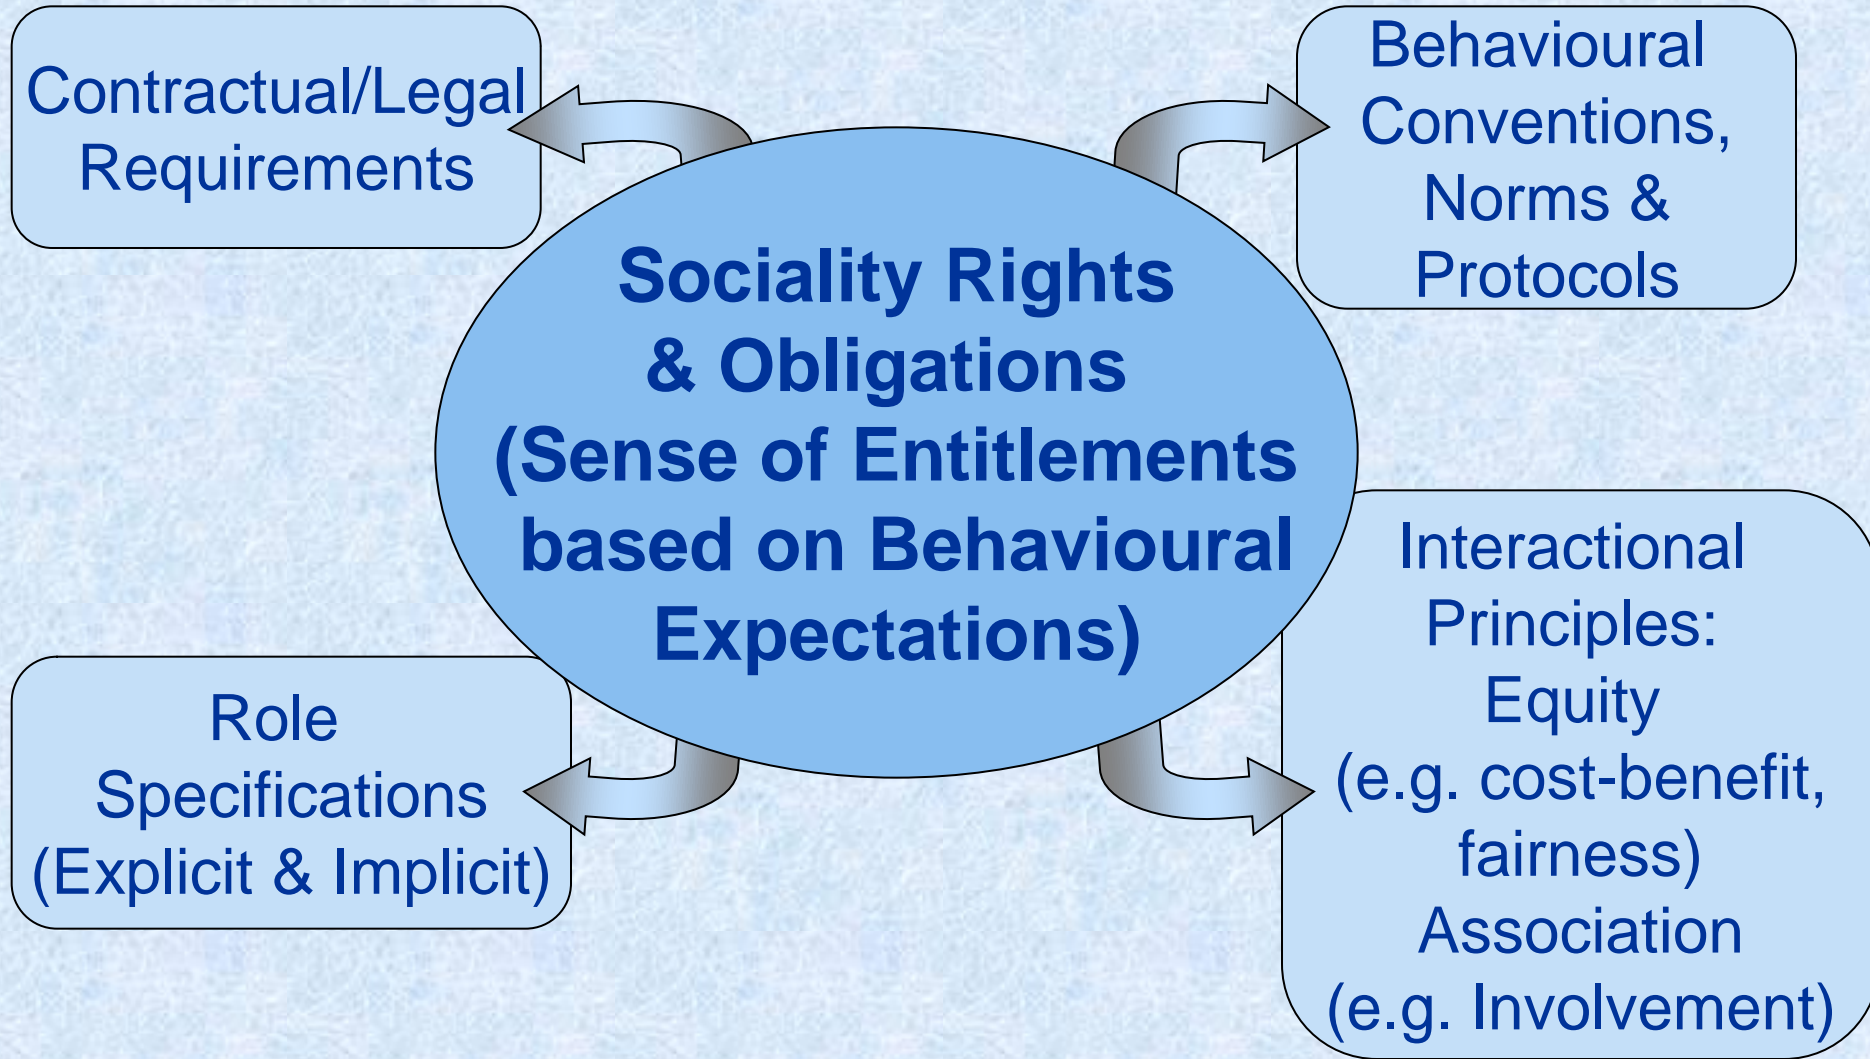 Contractual/Legal
Requirements
Behavioural
Conventions,
Norms &
Protocols
Sociality Rights
& Obligations
(Sense of Entitlements
based on Behavioural
Expectations)
Role
Specifications
(Explicit & Implicit)
Interactional
Principles:
Equity
(e.g. cost-benefit,
fairness)
Association
(e.g. Involvement)